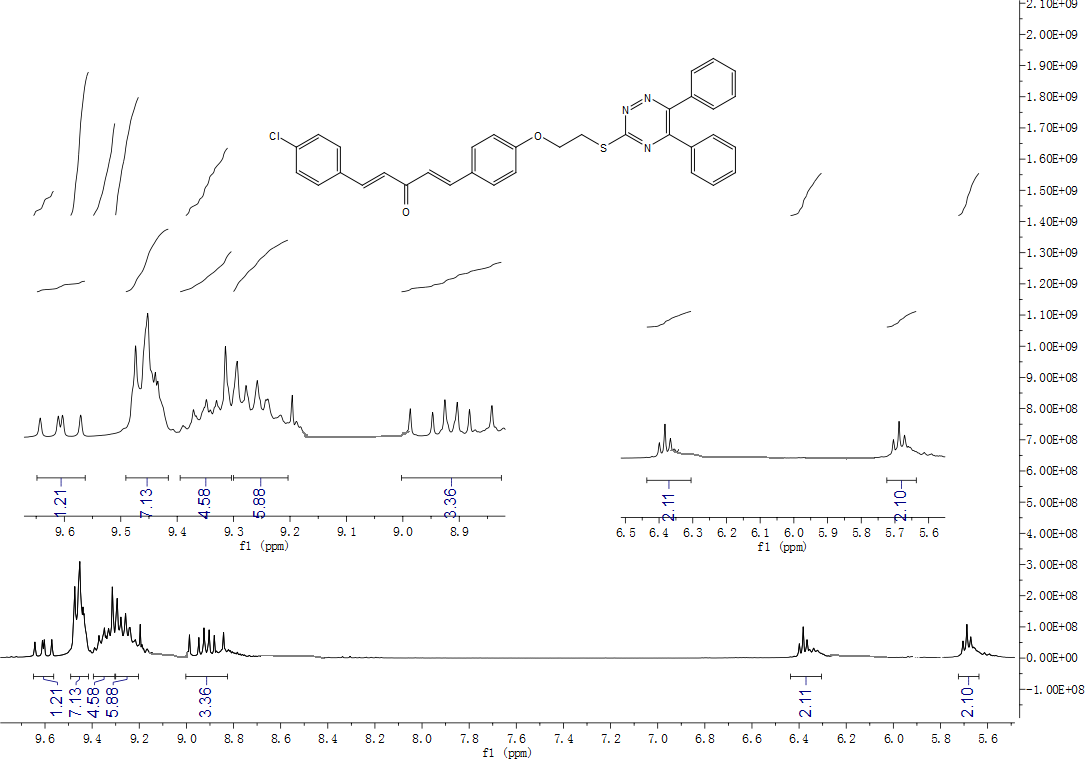 2.10E+09
2.00E+09
1.90E+09
1.80E+09
1.70E+09
1.60E+09
1.50E+09
1.40E+09
1.30E+09
1.20E+09
1.10E+09
1.00E+09
9.00E+08
8.00E+08
7.00E+08
6.00E+08
5.00E+08
4.00E+08
3.00E+08
2.00E+08
1.00E+08
0.00E+00
-1.00E+08
Cl
O
O
S
N
N
N
1.21 7.13 4.58 5.88 3.36
9.6 9.5 9.4 9.3 9.2 9.1 9.0 8.9
f1 (ppm)
2.11 2.10
6.5 6.4 6.3 6.2 6.1 6.0 5.9 5.8 5.7 5.6
f1 (ppm)
1.21 7.13 4.58 5.88 3.36 2.11 2.10
9.6 9.4 9.2 9.0 8.8 8.6 8.4 8.2 8.0 7.8 7.6 7.4 7.2 7.0 6.8 6.6 6.4 6.2 6.0 5.8 5.6
f1 (ppm)